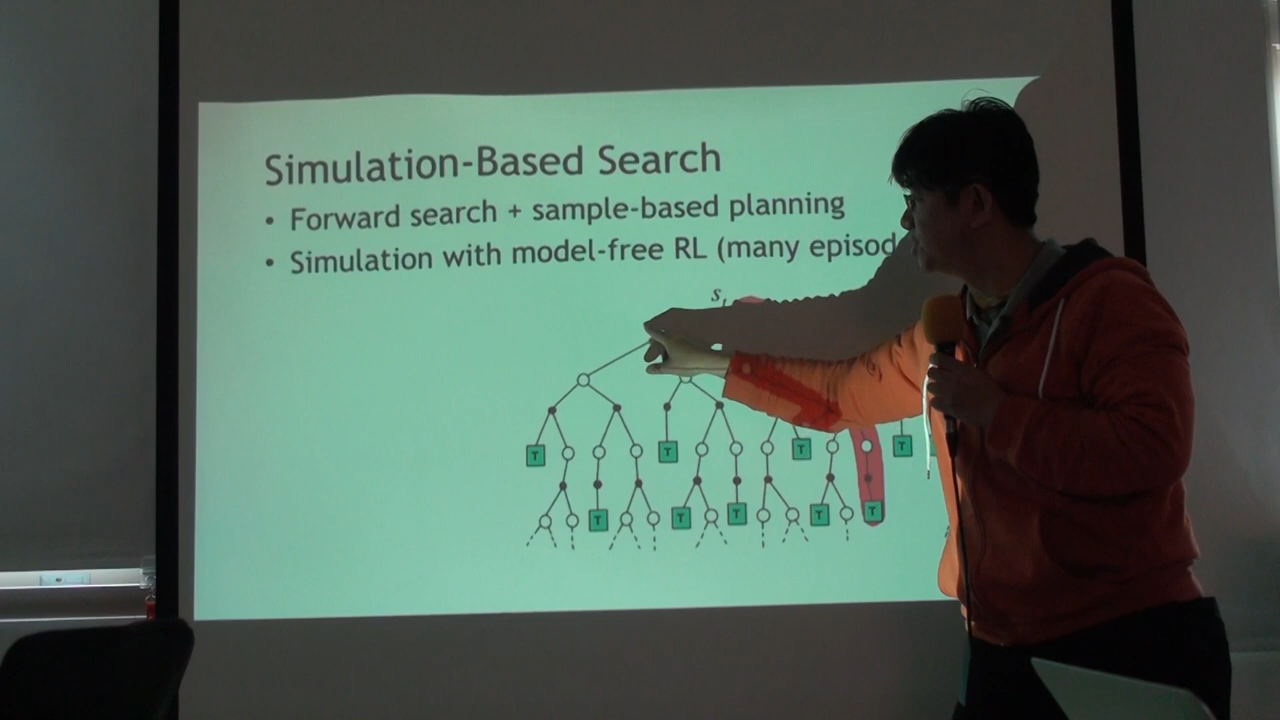 Simulation-Based Search
• Forward search + sample-based planning
• Simulation with model-free RL (many episod
s
T T T T
T T T T T